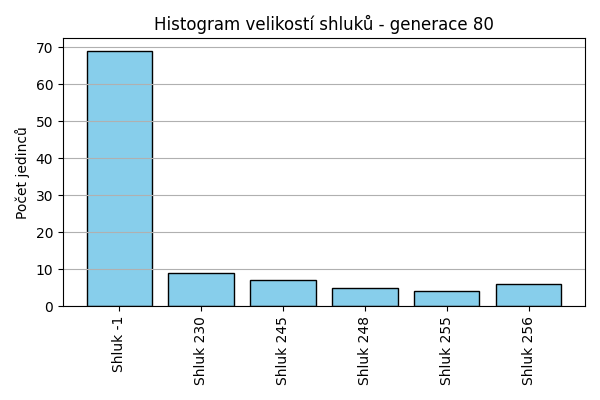 Histogram velikostí shluků - generace 80
Počet jedinců
70
60
50
40
30
20
10
0
Shluk -1
Shluk 230
Shluk 245
Shluk 248
Shluk 255
Shluk 256